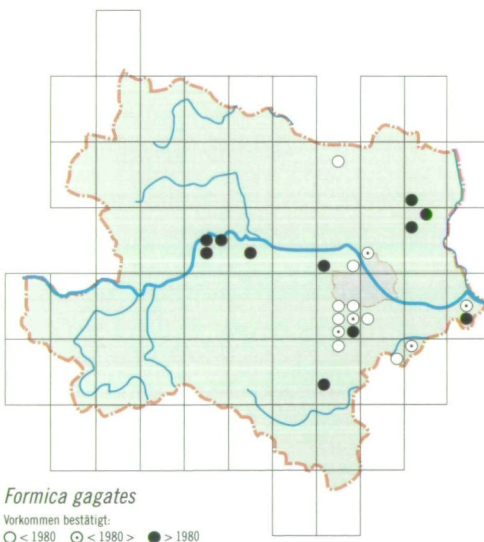 Formica gagates
Vorkommen bestätigt:
○ < 1980 ⊙ < 1980 > ● > 1980